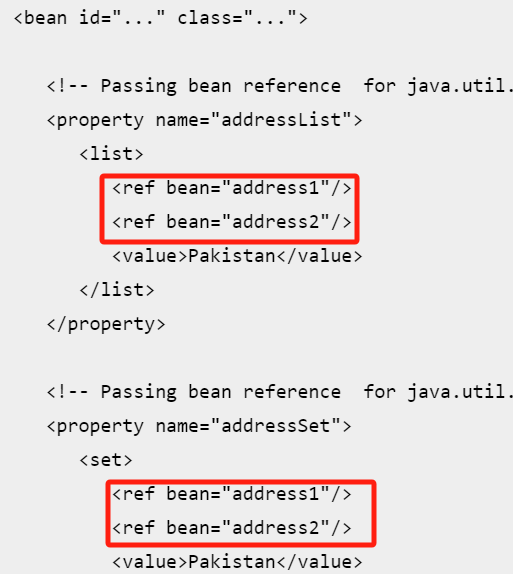 <bean id="..." class="...">
<!-- Passing bean reference  for java.util.
<property name="addressList">
<list>
<ref bean="address1"/>
<ref bean="address2"/>
<value>Pakistan</value>
</list>
</property>
<!-- Passing bean reference  for java.util.
<property name="addressSet">
<set>
<ref bean="address1"/>
<ref bean="address2"/>
<value>Pakistan</value>